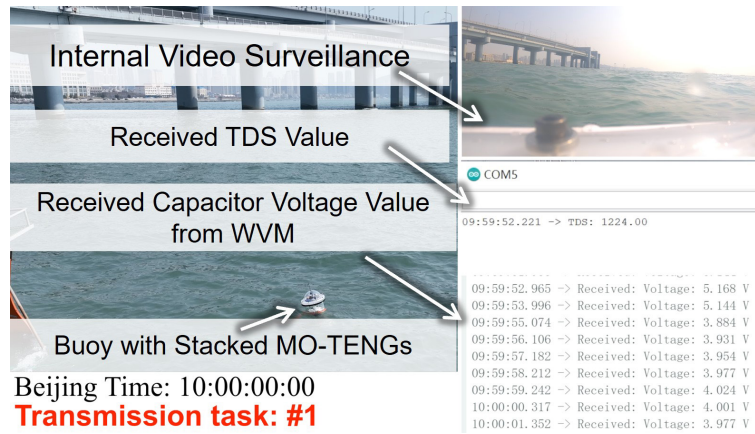 Internal Video Surveillance
Received TDS Value
Received Capacitor Voltage Value
from WVM
Buoy with Stacked MO-TENGs
Beijing Time: 10:00:00:00
Transmission task: #1
COM5
09:59:52.221 -> TDS: 1224.00
09:59:52.965 -> Received: Voltage: 5.168 V
09:59:53.996 -> Received: Voltage: 5.144 V
09:59:55.074 -> Received: Voltage: 3.884 V
09:59:56.106 -> Received: Voltage: 3.931 V
09:59:57.182 -> Received: Voltage: 3.954 V
09:59:58.212 -> Received: Voltage: 3.977 V
09:59:59.242 -> Received: Voltage: 4.024 V
10:00:00.317 -> Received: Voltage: 4.001 V
10:00:01.352 -> Received: Voltage: 3.977 V